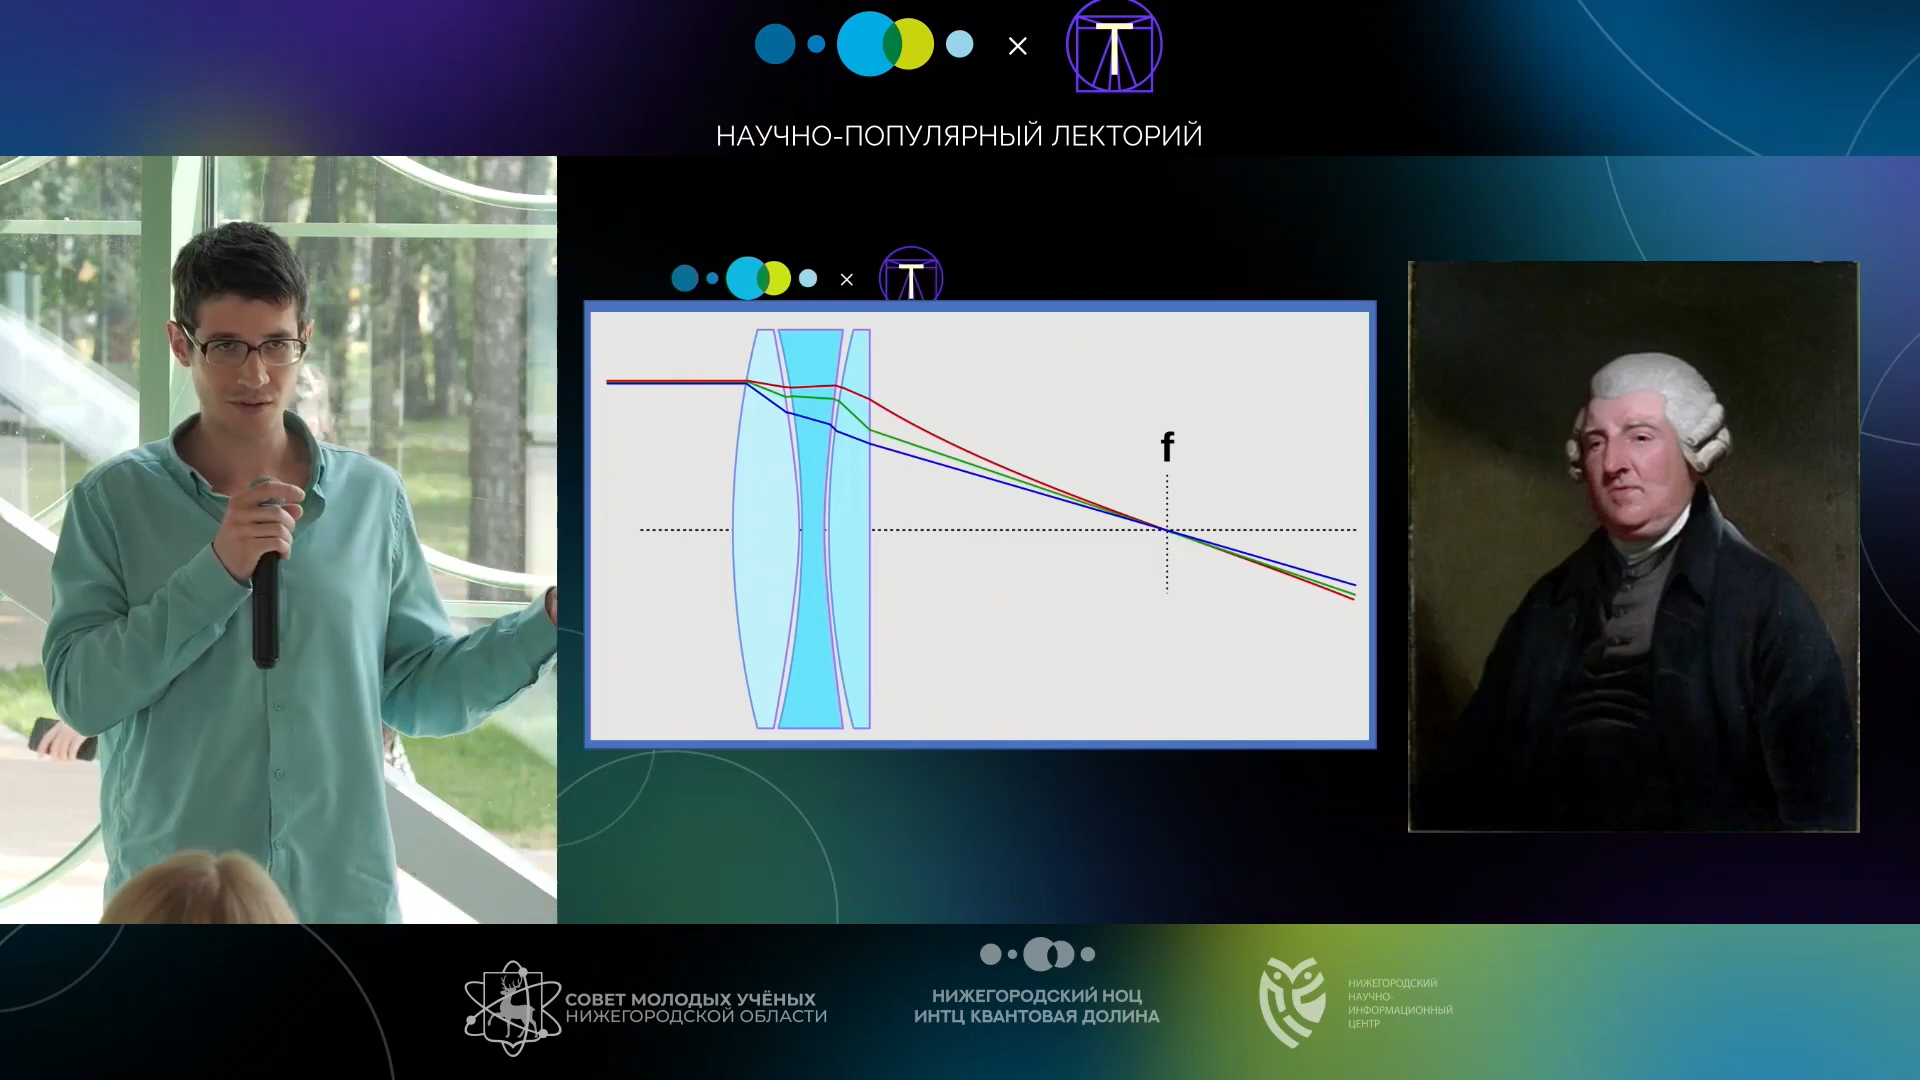 Т
НАУЧНО-ПОПУЛЯРНЫЙ ЛЕКТОРИЙ
Т
f
СОВЕТ МОЛОДЫХ УЧЁНЫХ
НИЖЕГОРОДСКОЙ ОБЛАСТИ
НИЖЕГОРОДСКИЙ НОЦ
ИНТЦ КВАНТОВАЯ ДОЛИНА
НИЖЕГОРОДСКИЙ
НАУЧНО-
ИНФОРМАЦИОННЫЙ
ЦЕНТР